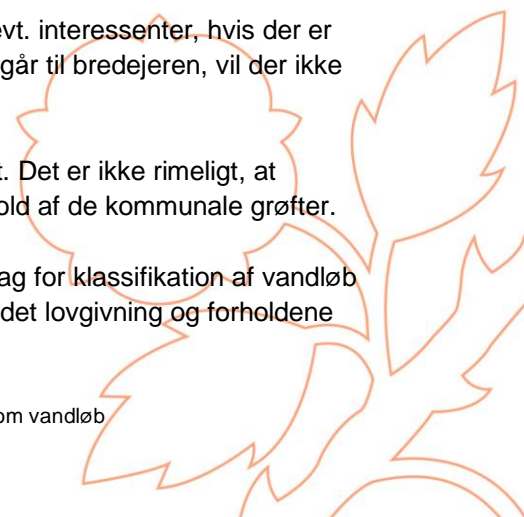 evt. interessenter, hvis der er
går til bredejeren, vil der ikke
t. Det er ikke rimeligt, at
old af de kommunale grøfter.
ag for klassifikation af vandløb
det lovgivning og forholdene
om vandløb